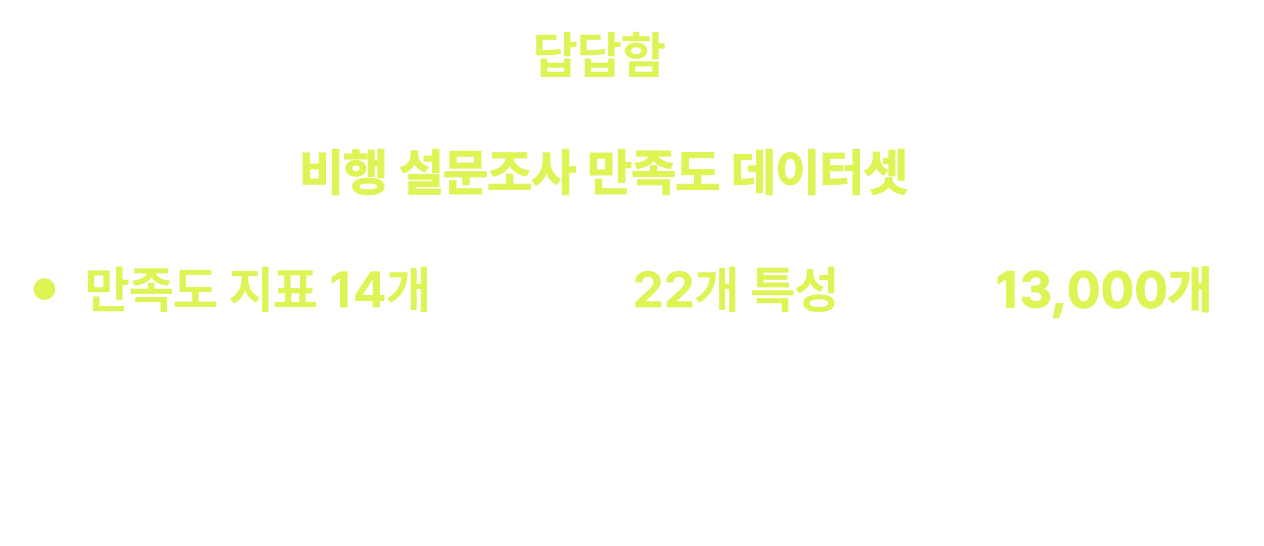 답답함
비행 설문조사 만족도 데이터셋
• 만족도 지표 14개 22개 특성 13,000개